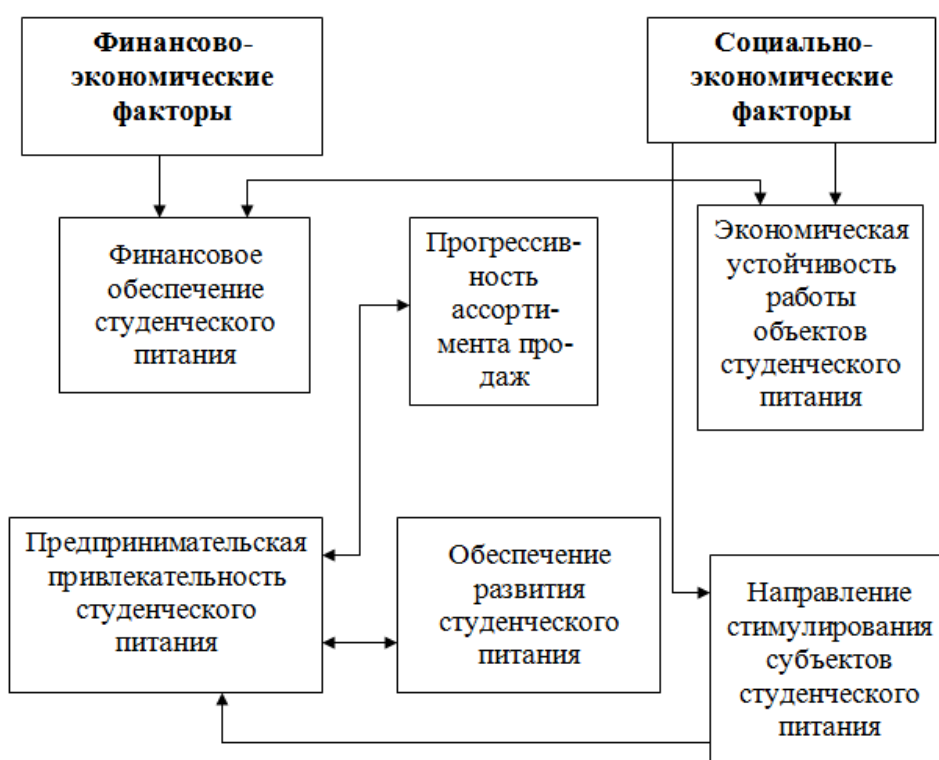 Финансово-
экономические
факторы
Социально-
экономические
факторы
Финансовое
обеспечение
студенческого
питания
Прогрессив-
ность
ассорти-
мента про-
даж
Экономическая
устойчивость
работы
объектов
студенческого
питания
Предпринимательская
привлекательность
студенческого
питания
Обеспечение
развития
студенческого
питания
Направление
стимулирования
субъектов
студенческого
питания